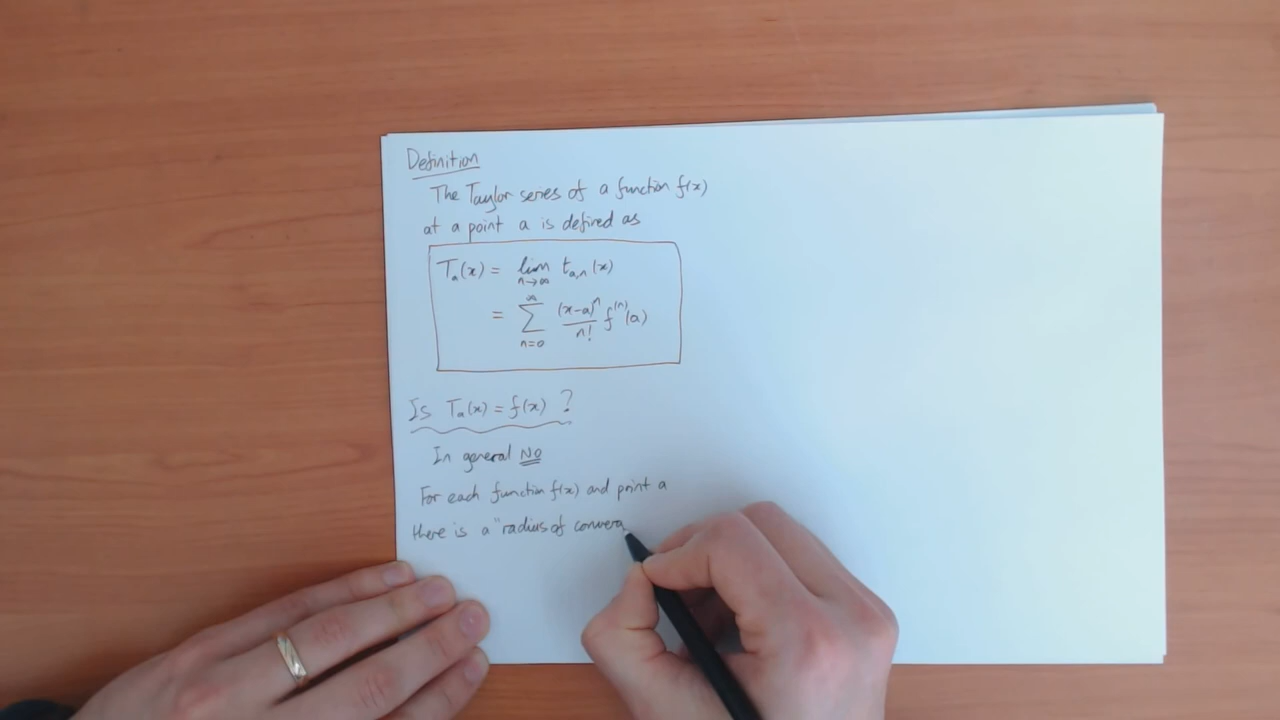 Definition
The Taylor series of a function f(x)
at a point a is defined as
Tₐ(x) = lim n→∞ tₐ,ₙ(x)
= ∑ n=0 ∞ (x-a)ⁿ/n! f⁽ⁿ⁾(a)
Is Tₐ(x) = f(x) ?
In general NO
For each function f(x) and point a
there is a "radius of converg